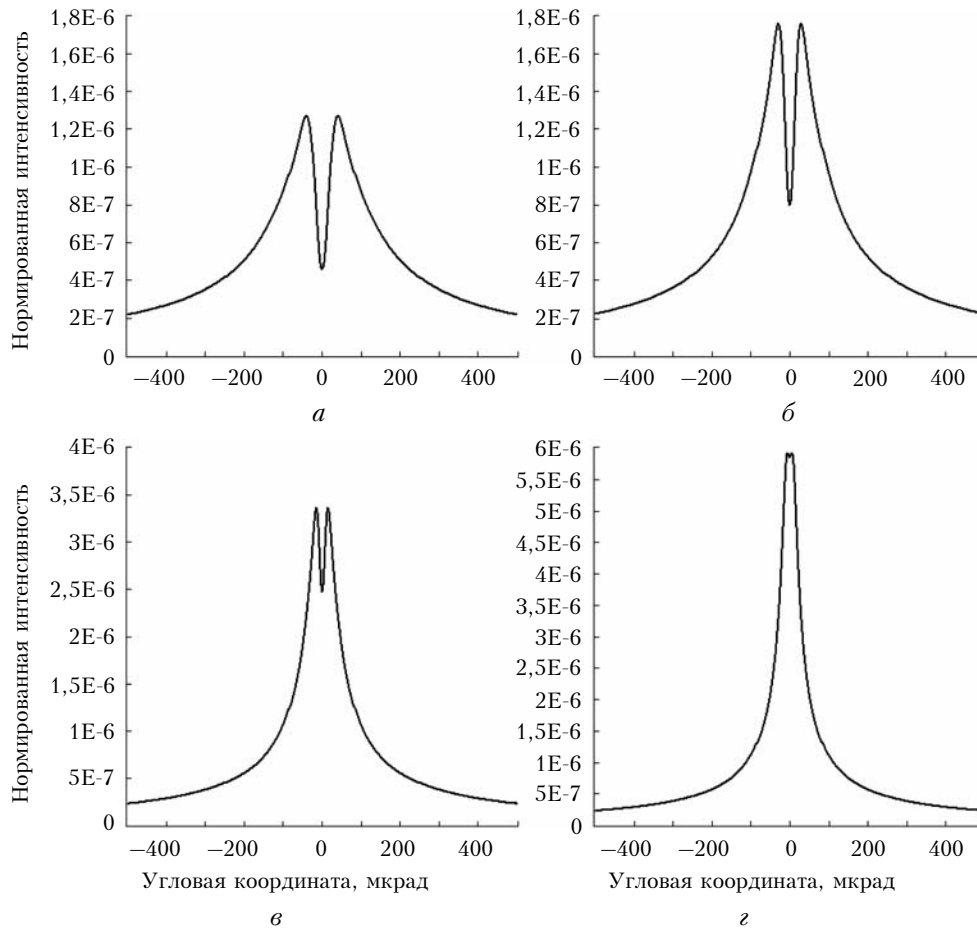 Нормированная интенсивность
1,8E-6
1,6E-6
1,4E-6
1,2E-6
1E-6
8E-7
6E-7
4E-7
2E-7
0
−400 −200 0 200 400
а
1,8E-6
1,6E-6
1,4E-6
1,2E-6
1E-6
8E-7
6E-7
4E-7
2E-7
0
−400 −200 0 200 400
б
Нормированная интенсивность
4E-6
3,5E-6
3E-6
2,5E-6
2E-6
1,5E-6
1E-6
5E-7
0
−400 −200 0 200 400
Угловая координата, мкрад
в
6E-6
5,5E-6
5E-6
4,5E-6
4E-6
3,5E-6
3E-6
2,5E-6
2E-6
1,5E-6
1E-6
5E-7
0
−400 −200 0 200 400
Угловая координата, мкрад
г